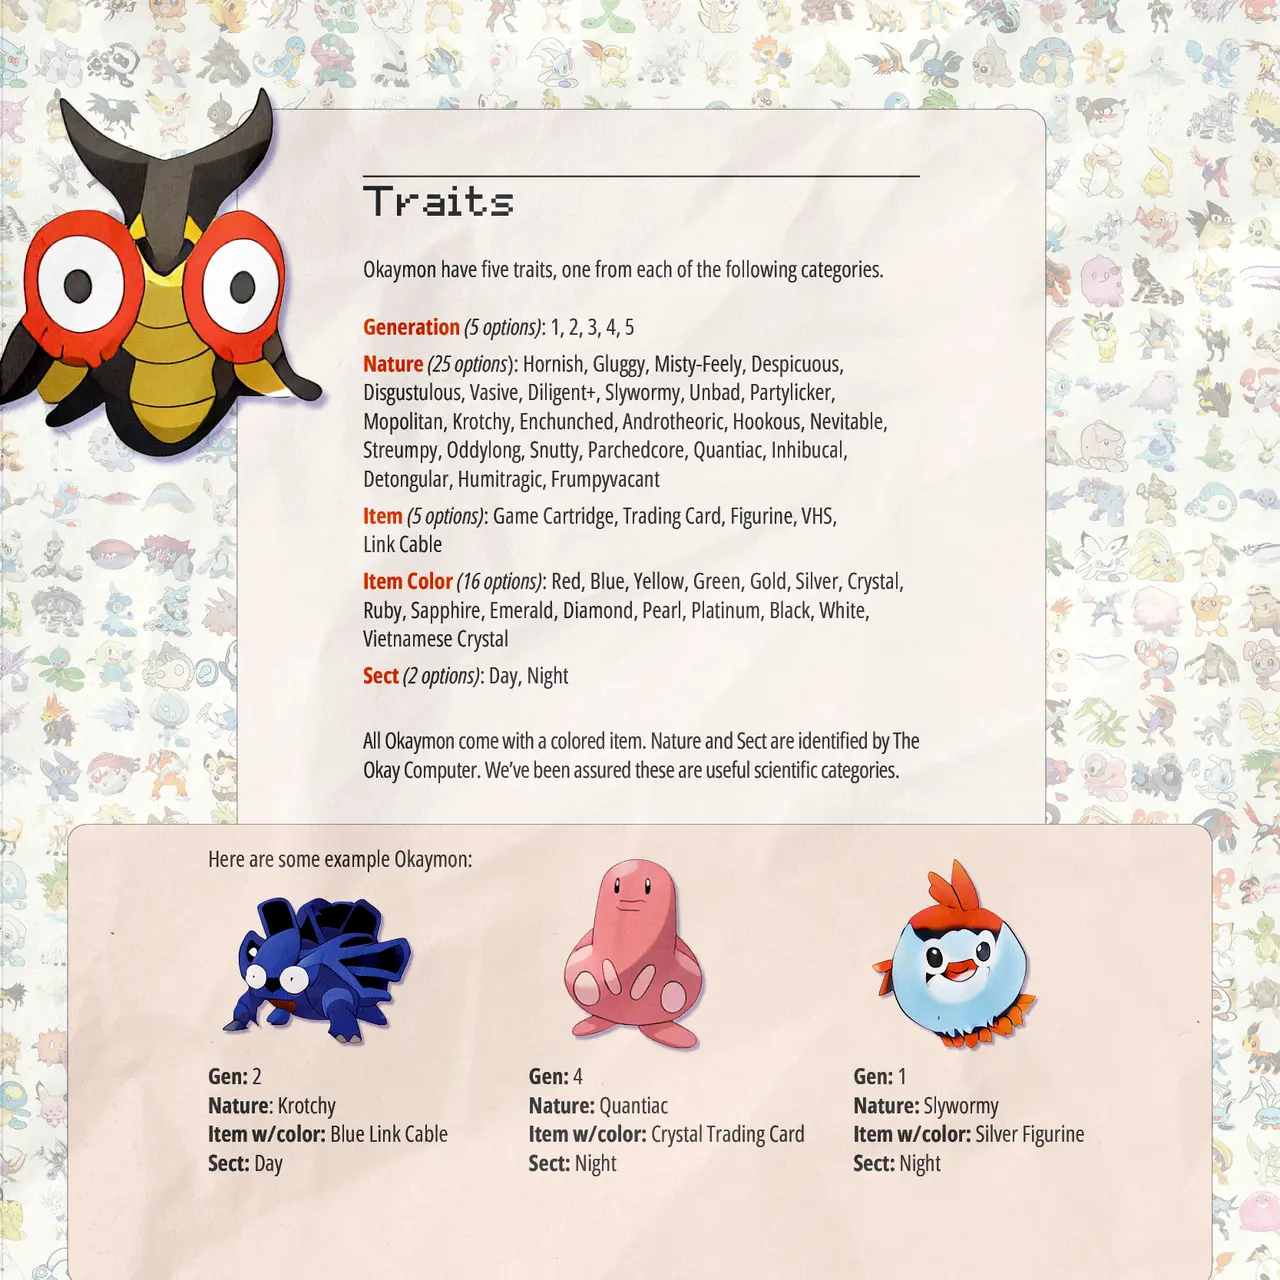 Traits
Okaymon have five traits, one from each of the following categories.
Generation (5 options): 1, 2, 3, 4, 5
Nature (25 options): Hornish, Gluggy, Misty-Feely, Despicuous,
Disgustulous, Vasive, Diligent+, Slywormy, Unbad, Partylicker,
Mopolitan, Krotchy, Enchunched, Androtheoric, Hookous, Nevitable,
Streumpy, Oddylong, Snutty, Parchedcore, Quantiac, Inhibucal,
Detongular, Humitragic, Frumpyvacant
Item (5 options): Game Cartridge, Trading Card, Figurine, VHS,
Link Cable
Item Color (16 options): Red, Blue, Yellow, Green, Gold, Silver, Crystal,
Ruby, Sapphire, Emerald, Diamond, Pearl, Platinum, Black, White,
Vietnamese Crystal
Sect (2 options): Day, Night
All Okaymon come with a colored item. Nature and Sect are identified by The
Okay Computer. We've been assured these are useful scientific categories.
Here are some example Okaymon:
Gen: 2
Nature: Krotchy
Item w/color: Blue Link Cable
Sect: Day
Gen: 4
Nature: Quantiac
Item w/color: Crystal Trading Card
Sect: Night
Gen: 1
Nature: Slywormy
Item w/color: Silver Figurine
Sect: Night